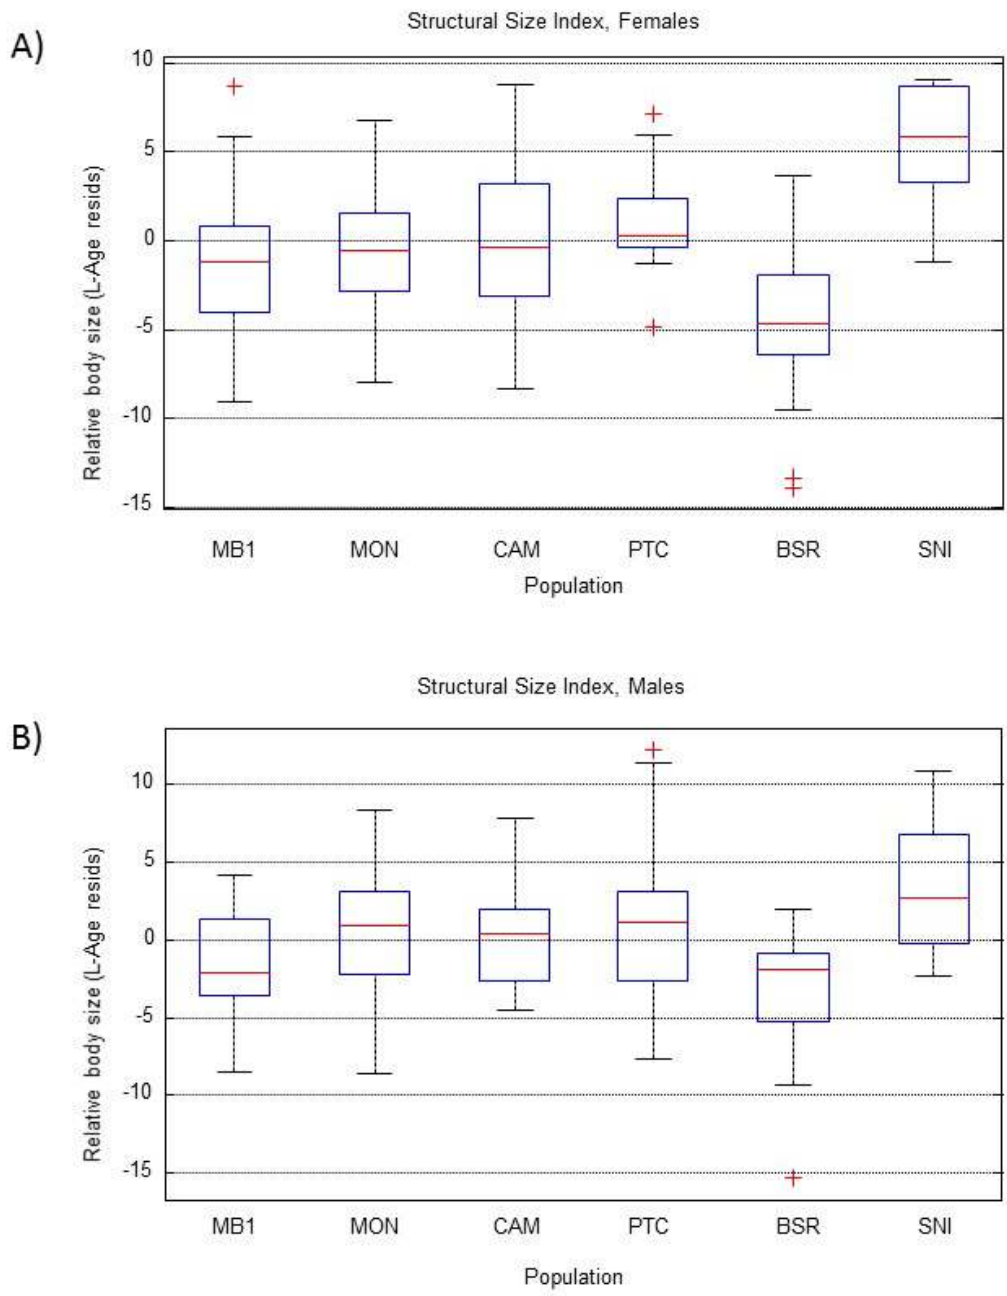 A)
Structural Size Index, Females
Relative body size (L-Age resids)
10
5
0
-5
-10
-15
MB1 MON CAM PTC BSR SNI
Population
B)
Structural Size Index, Males
Relative body size (L-Age resids)
10
5
0
-5
-10
-15
MB1 MON CAM PTC BSR SNI
Population